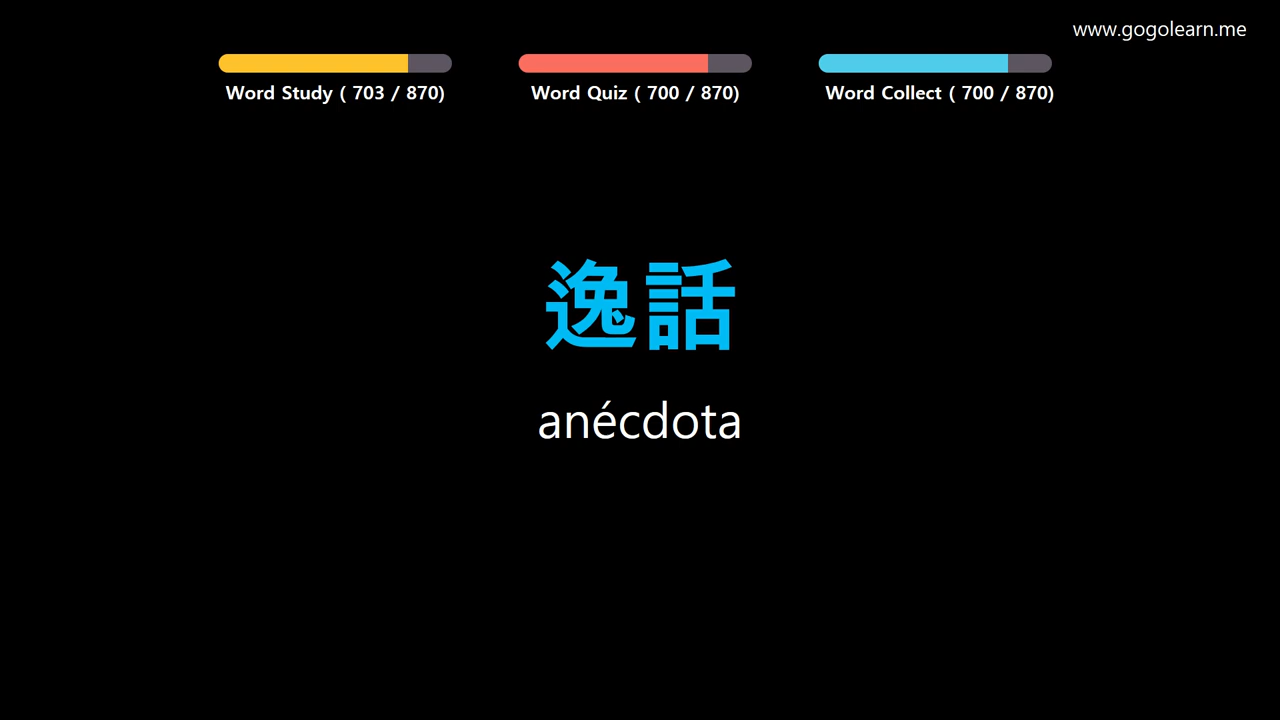 www.gogolearn.me
Word Study ( 703 / 870)
Word Quiz ( 700 / 870)
Word Collect ( 700 / 870)
逸話
anécdota